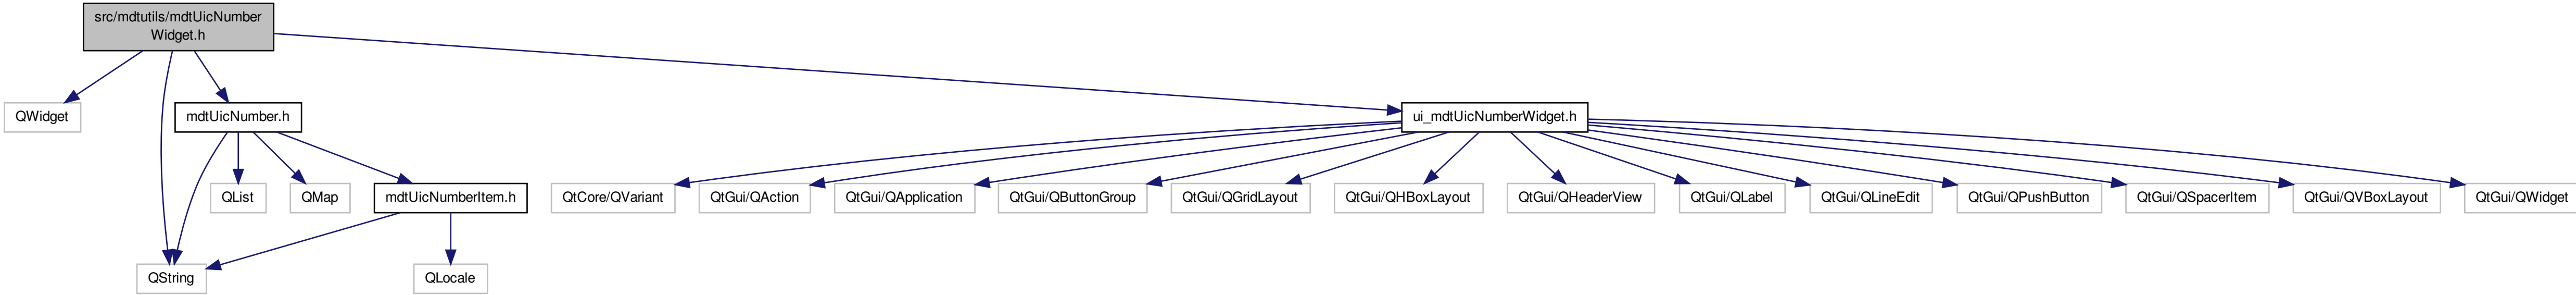 src/mdtutils/mdtUicNumber
Widget.h
QWidget
mdtUicNumber.h
ui_mdtUicNumberWidget.h
QList
QMap
mdtUicNumberItem.h
QtCore/QVariant
QtGui/QAction
QtGui/QApplication
QtGui/QButtonGroup
QtGui/QGridLayout
QtGui/QHBoxLayout
QtGui/QHeaderView
QtGui/QLabel
QtGui/QLineEdit
QtGui/QPushButton
QtGui/QSpacerItem
QtGui/QVBoxLayout
QtGui/QWidget
QString
QLocale